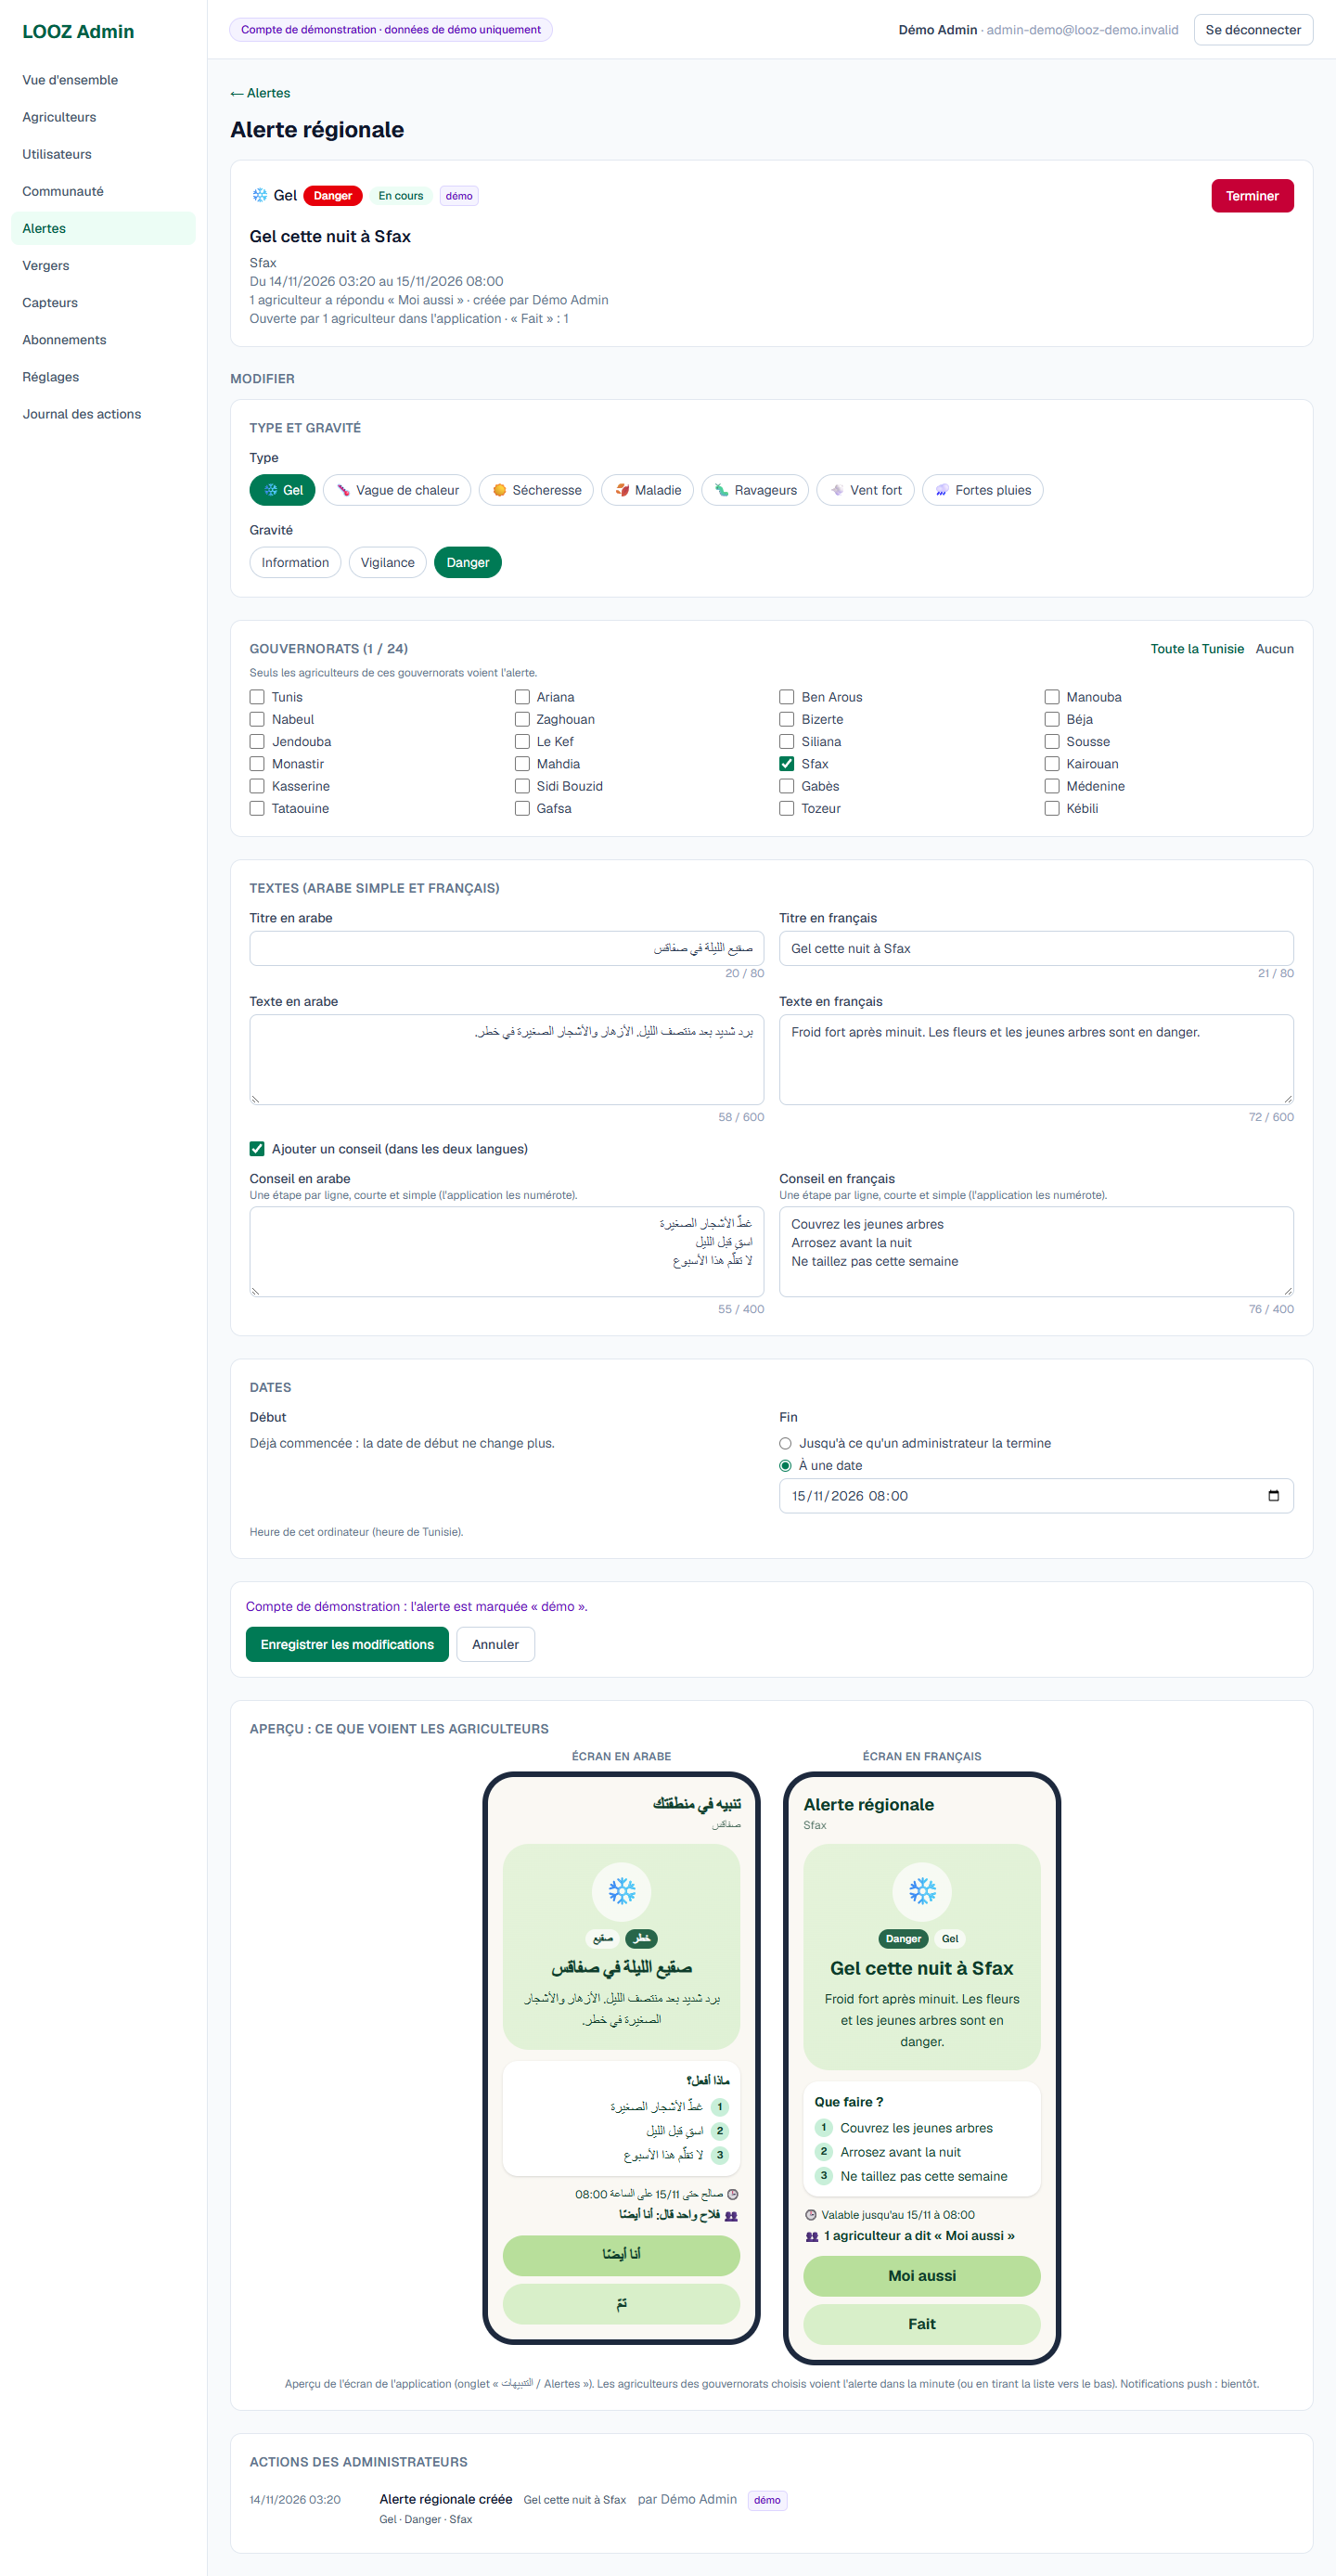 LOOZ Admin
Vue d'ensemble
Agriculteurs
Utilisateurs
Communauté
Alertes
Vergers
Capteurs
Abonnements
Réglages
Journal des actions
Compte de démonstration · données de démo uniquement
Démo Admin · admin-demo@looz-demo.invalid
Se déconnecter
← Alertes
Alerte régionale
Gel Danger En cours démo
Terminer
Gel cette nuit à Sfax
Sfax
Du 14/11/2026 03:20 au 15/11/2026 08:00
1 agriculteur a répondu « Moi aussi » · créée par Démo Admin
Ouverte par 1 agriculteur dans l'application · « Fait » : 1
MODIFIER
TYPE ET GRAVITÉ
Type
Gel Vague de chaleur Sécheresse Maladie Ravageurs Vent fort Fortes pluies
Gravité
Information Vigilance Danger
GOUVERNORATS (1 / 24)
Toute la Tunisie Aucun
Seuls les agriculteurs de ces gouvernorats voient l'alerte.
Tunis Ariana Ben Arous Manouba
Nabeul Zaghouan Bizerte Béja
Jendouba Le Kef Siliana Sousse
Monastir Mahdia Sfax Kairouan
Kasserine Sidi Bouzid Gabès Médenine
Tataouine Gafsa Tozeur Kébili
TEXTES (ARABE SIMPLE ET FRANÇAIS)
Titre en arabe
صقيع الليلة في صفاقس
20 / 80
Titre en français
Gel cette nuit à Sfax
21 / 80
Texte en arabe
برد شديد بعد منتصف الليل. الأزهار والأشجار الصغيرة في خطر.
58 / 600
Texte en français
Froid fort après minuit. Les fleurs et les jeunes arbres sont en danger.
72 / 600
Ajouter un conseil (dans les deux langues)
Conseil en arabe
Une étape par ligne, courte et simple (l'application les numérote).
غطِّ الأشجار الصغيرة
اسقِ قبل الليل
لا تقلّم هذا الأسبوع
55 / 400
Conseil en français
Une étape par ligne, courte et simple (l'application les numérote).
Couvrez les jeunes arbres
Arrosez avant la nuit
Ne taillez pas cette semaine
76 / 400
DATES
Début
Déjà commencée : la date de début ne change plus.
Fin
Jusqu'à ce qu'un administrateur la termine
À une date
15/11/2026 08:00
Heure de cet ordinateur (heure de Tunisie).
Compte de démonstration : l'alerte est marquée « démo ».
Enregistrer les modifications Annuler
APERÇU : CE QUE VOIENT LES AGRICULTEURS
ÉCRAN EN ARABE
تنبيه في منطقتك
صفاقس
خطر صقيع
صقيع الليلة في صفاقس
برد شديد بعد منتصف الليل. الأزهار والأشجار
الصغيرة في خطر.
ماذا أفعل؟
1 غطِّ الأشجار الصغيرة
2 اسقِ قبل الليل
3 لا تقلّم هذا الأسبوع
صالح حتى 15/11 على الساعة 08:00
فلاح واحد قال: أنا أيضًا
أنا أيضًا
تمّ
ÉCRAN EN FRANÇAIS
Alerte régionale
Sfax
Danger Gel
Gel cette nuit à Sfax
Froid fort après minuit. Les fleurs
et les jeunes arbres sont en
danger.
Que faire ?
1 Couvrez les jeunes arbres
2 Arrosez avant la nuit
3 Ne taillez pas cette semaine
Valable jusqu'au 15/11 à 08:00
1 agriculteur a dit « Moi aussi »
Moi aussi
Fait
Aperçu de l'écran de l'application (onglet « التنبيهات / Alertes »). Les agriculteurs des gouvernorats choisis voient l'alerte dans la minute (ou en tirant la liste vers le bas). Notifications push : bientôt.
ACTIONS DES ADMINISTRATEURS
14/11/2026 03:20 Alerte régionale créée Gel cette nuit à Sfax par Démo Admin démo
Gel · Danger · Sfax